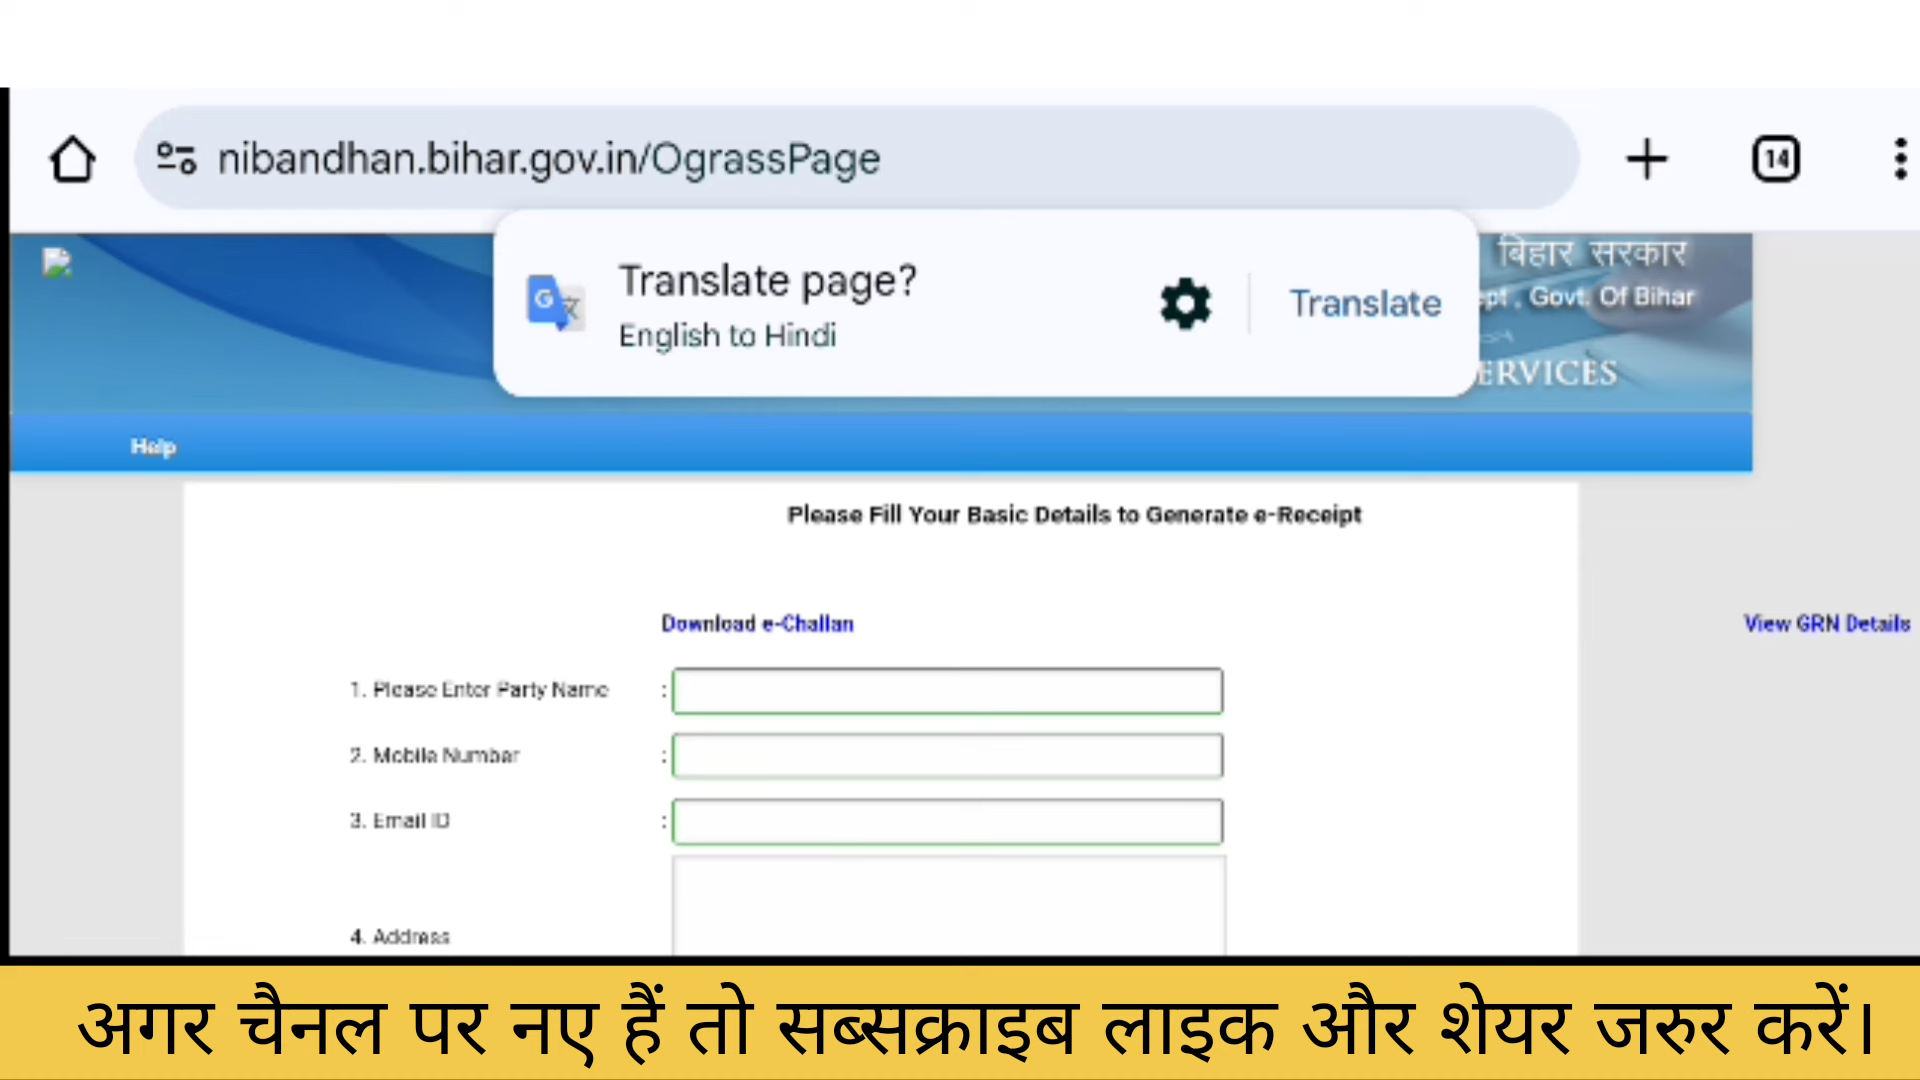 nibandhan.bihar.gov.in/OgrassPage
14
Translate page?
English to Hindi
Translate
बिहार सरकार
ept , Govt. Of Bihar
ERVICES
Help
Please Fill Your Basic Details to Generate e-Receipt
Download e-Challan
View GRN Details
1. Please Enter Party Name :
2. Mobile Number :
3. Email ID :
4. Address
अगर चैनल पर नए हैं तो सब्सक्राइब लाइक और शेयर जरुर करें।